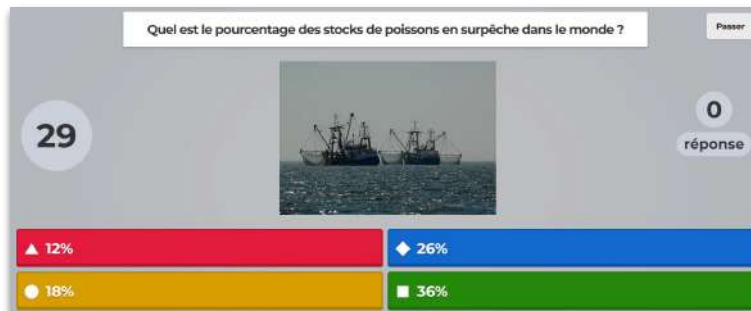 Quel est le pourcentage des stocks de poissons en surpêche dans le monde ?
Passer
29
0
réponse
12%
26%
18%
36%